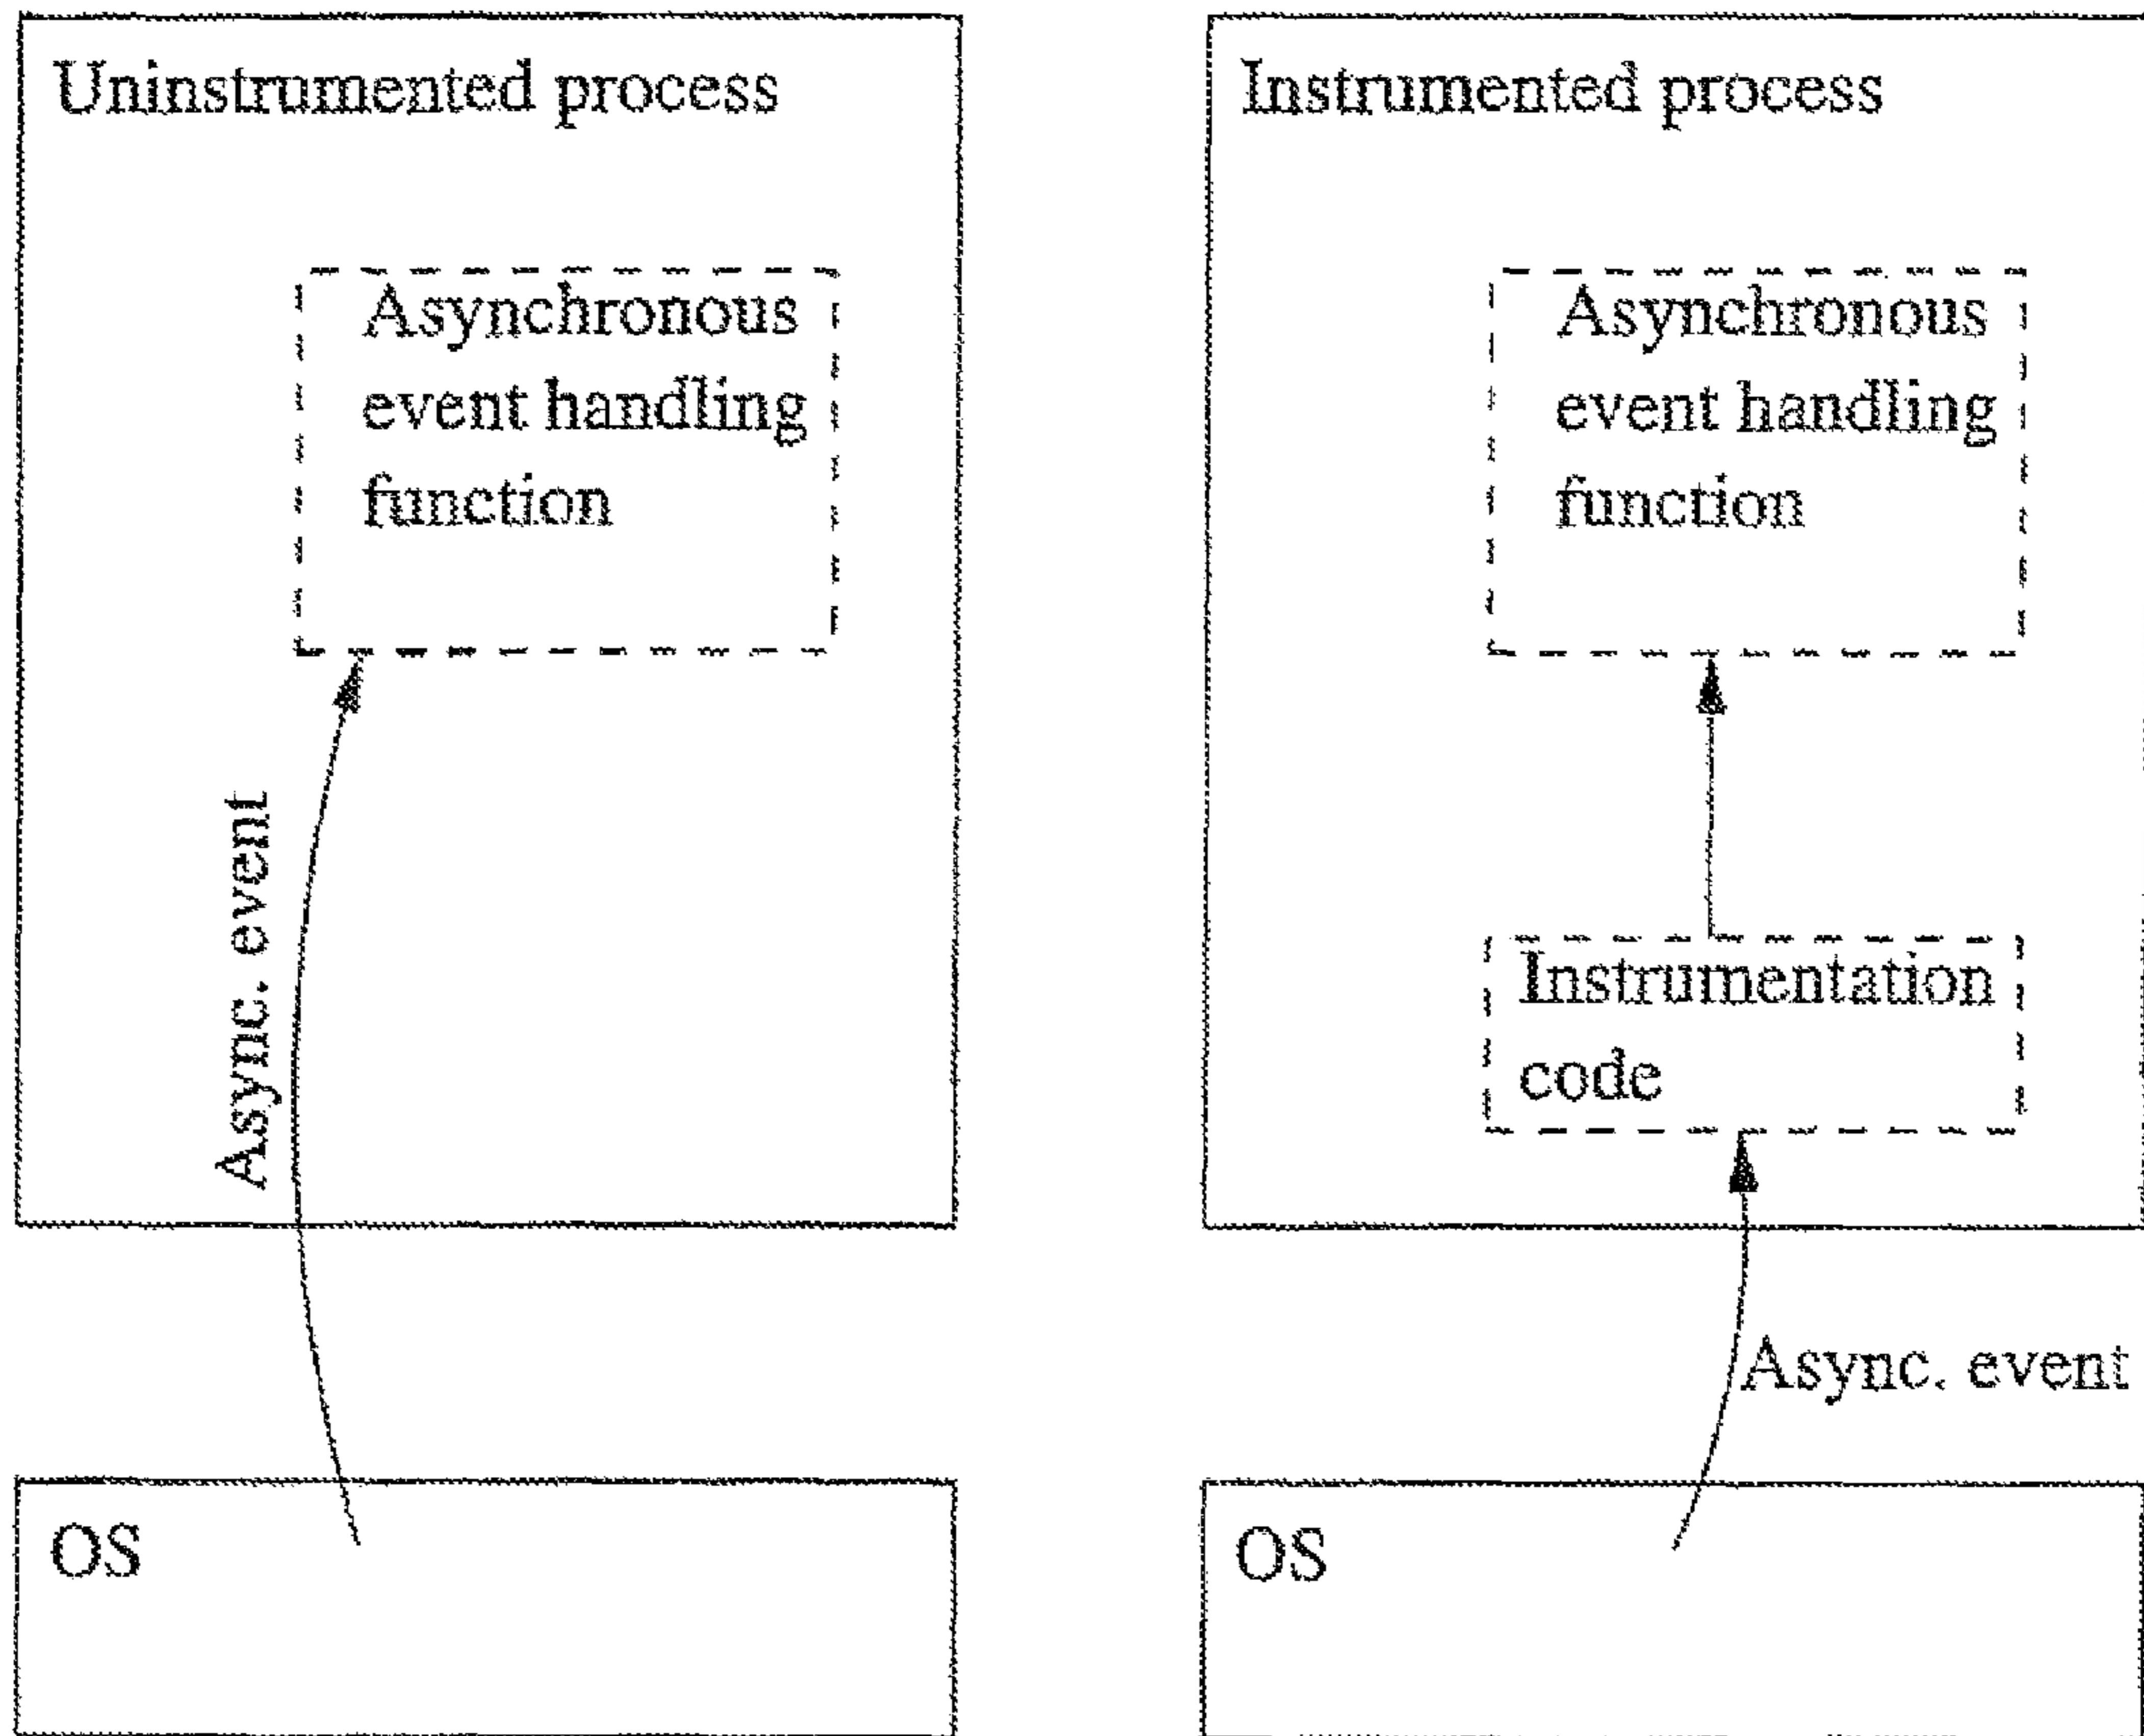 Uninstrumented process
Asynchronous
event handling
function
Async. event
OS
Instrumented process
Asynchronous
event handling
function
Instrumentation
code
Async. event
OS